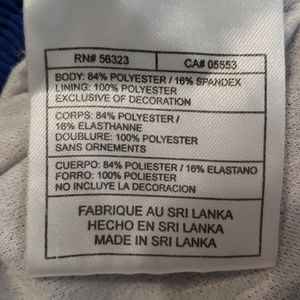 RN# 56323 CA# 05553
BODY: 84% POLYESTER / 16% SPANDEX
LINING: 100% POLYESTER
EXCLUSIVE OF DECORATION
CORPS: 84% POLYESTER /
16% ELASTHANNE
DOUBLURE: 100% POLYESTER
SANS ORNEMENTS
CUERPO: 84% POLIESTER / 16% ELASTANO
FORRO: 100% POLIESTER
NO INCLUYE LA DECORACION
FABRIQUE AU SRI LANKA
HECHO EN SRI LANKA
MADE IN SRI LANKA